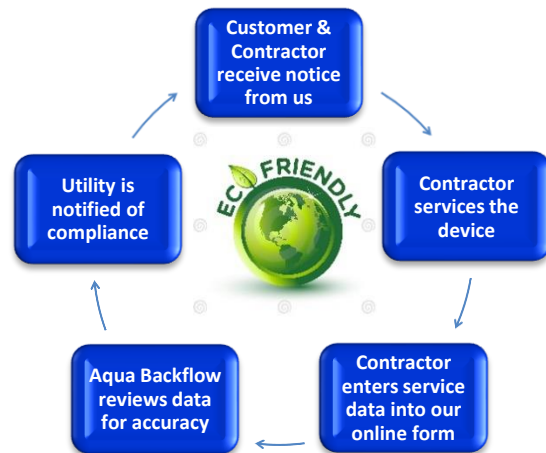 Customer &
Contractor
receive notice
from us
Contractor
services the
device
Contractor
enters service
data into our
online form
Aqua Backflow
reviews data
for accuracy
Utility is
notified of
compliance
ECO FRIENDLY